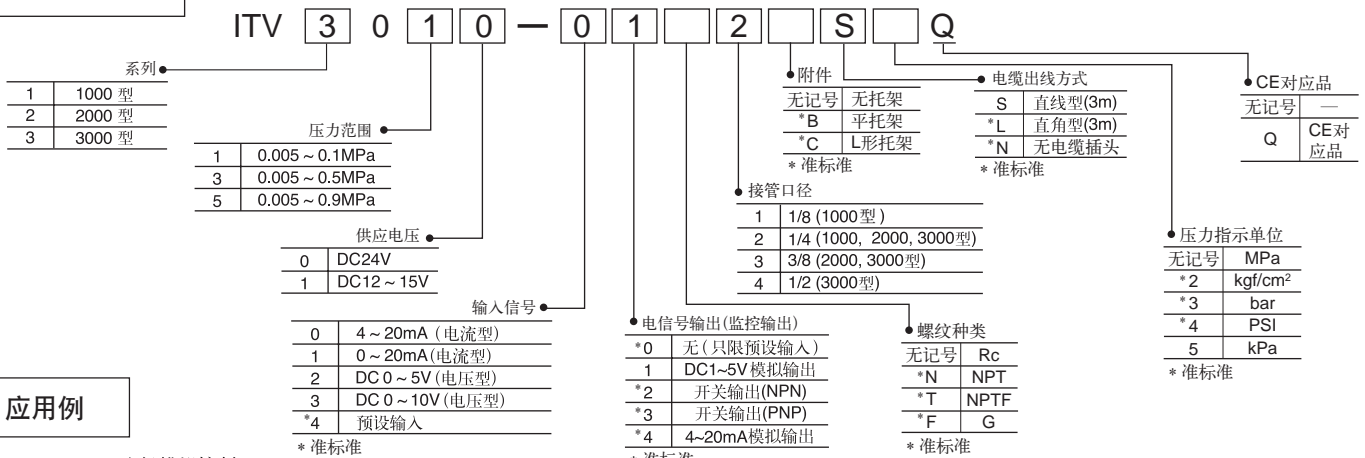 ITV 3 0 1 0 — 0 1 2 S Q
系列
1 1000 型
2 2000 型
3 3000 型
压力范围
1 0.005 ~ 0.1MPa
3 0.005 ~ 0.5MPa
5 0.005 ~ 0.9MPa
供应电压
0 DC24V
1 DC12 ~ 15V
输入信号
0 4 ~ 20mA (电流型)
1 0 ~ 20mA (电流型)
2 DC 0 ~ 5V (电压型)
3 DC 0 ~ 10V (电压型)
*4 预设输入
* 准标准
电信号输出(监控输出)
*0 无 ( 只限预设输入 )
1 DC1~5V 模拟输出
*2 开关输出(NPN)
*3 开关输出(PNP)
*4 4~20mA模拟输出
螺纹种类
无记号 Rc
*N NPT
*T NPTF
*F G
* 准标准
接管口径
1 1/8 (1000型 )
2 1/4 (1000, 2000, 3000型)
3 3/8 (2000, 3000型)
4 1/2 (3000型)
附件
无记号 无托架
*B 平托架
*C L形托架
* 准标准
电缆出线方式
S 直线型(3m)
*L 直角型(3m)
*N 无电缆插头
* 准标准
压力指示单位
无记号 MPa
*2 kgf/cm²
*3 bar
*4 PSI
5 kPa
* 准标准
CE对应品
无记号 —
Q CE对
应品
应用例